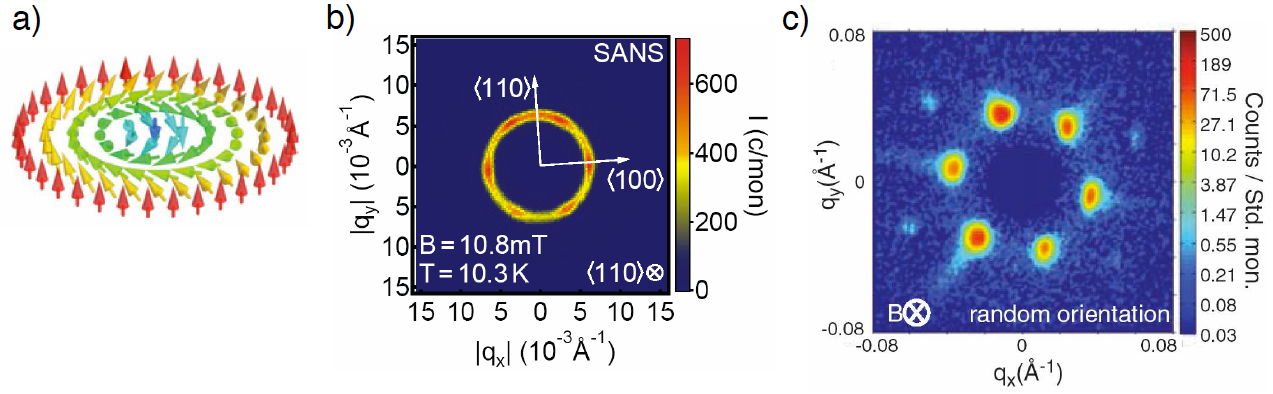 a)
b)
c)
15
10
5
0
5
10
15
|qy| (10⁻³Å⁻¹)
SANS
⟨110⟩
⟨100⟩
B = 10.8mT
T = 10.3K
⟨110⟩⊗
15 10 5 0 5 10 15
|qx| (10⁻³Å⁻¹)
600
400
200
0
I (c/mon)
0.08
0
-0.08
qy(Å⁻¹)
B⊗ random orientation
-0.08 0 0.08
qx(Å⁻¹)
500
189
71.5
27.1
10.2
3.87
1.47
0.55
0.21
0.08
0.03
Counts / Std. mon.